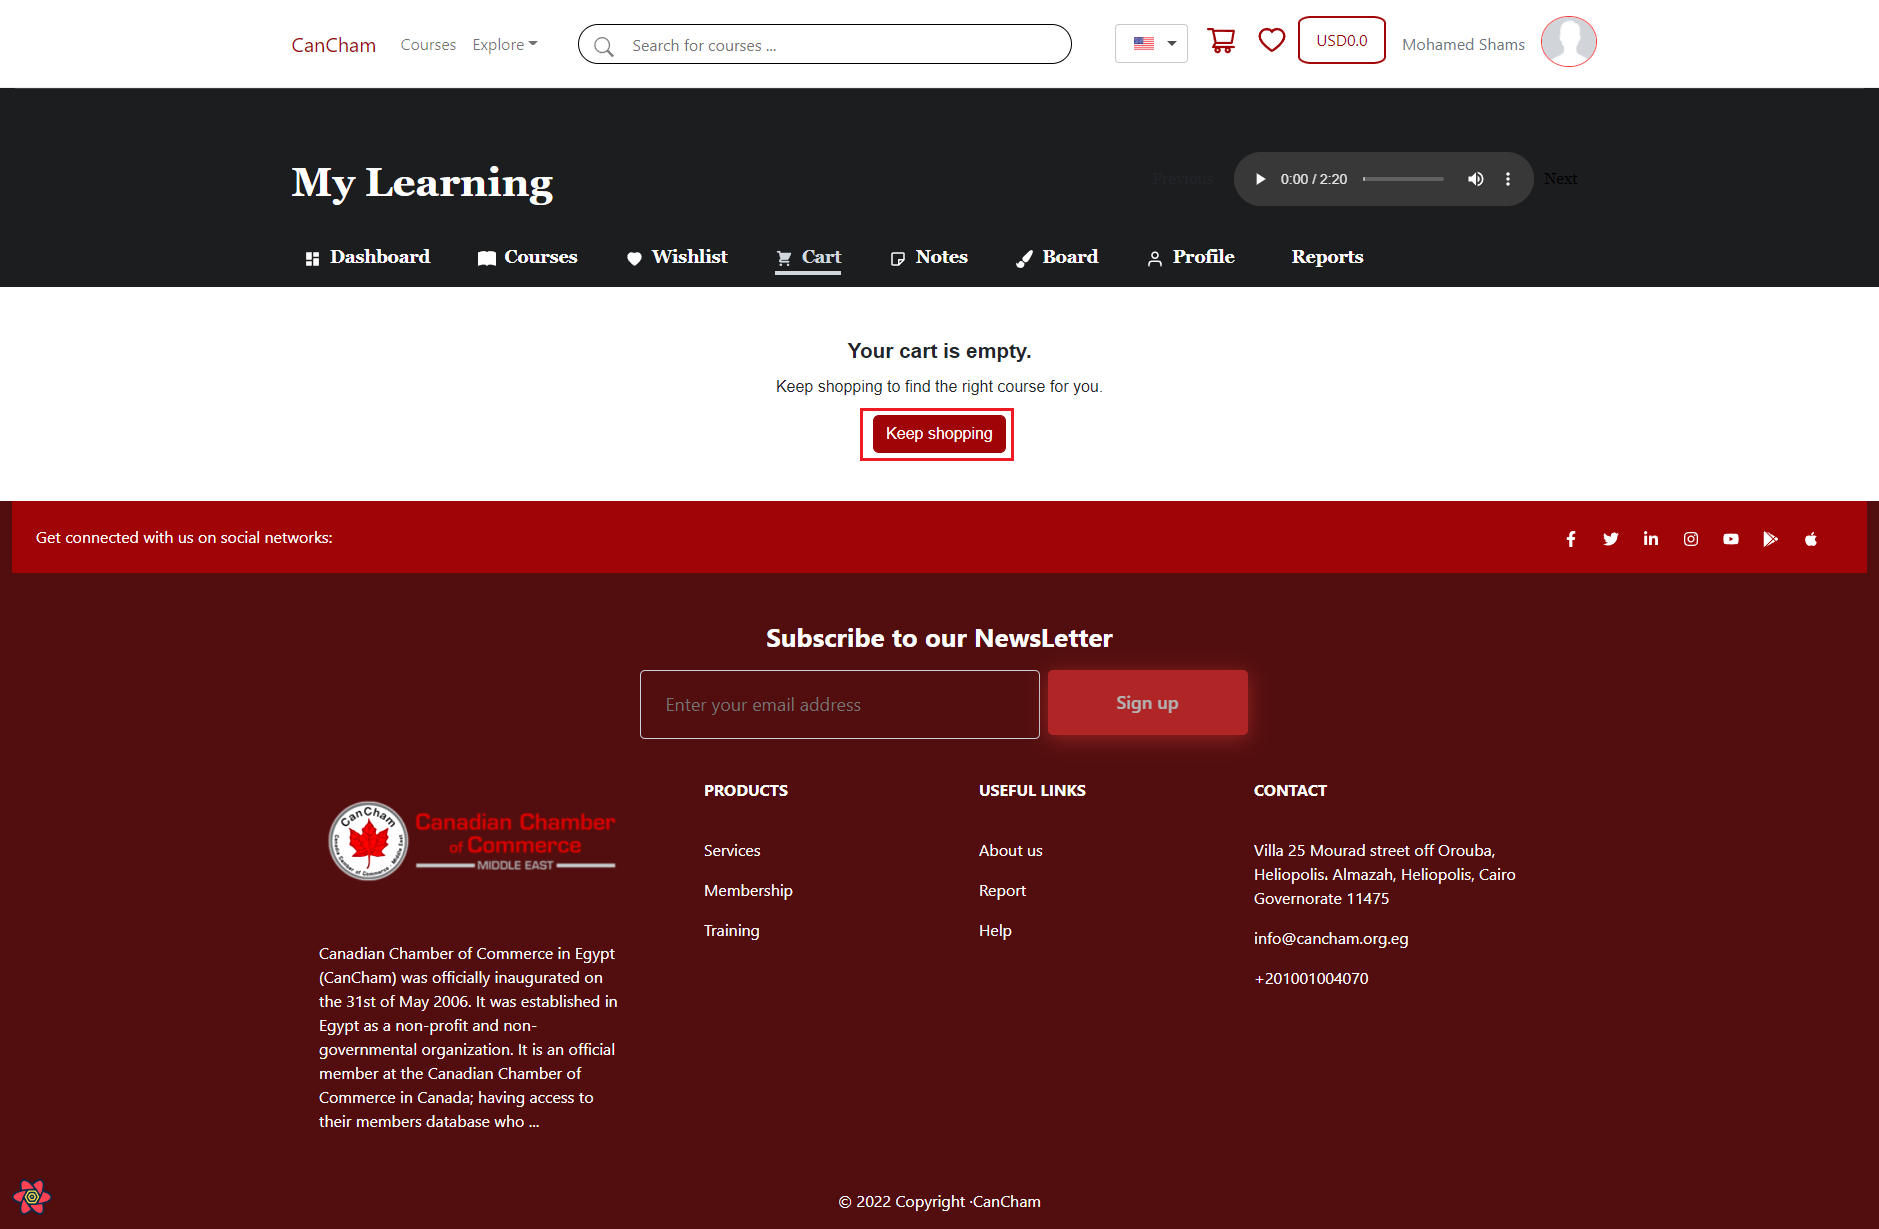 CanCham
Courses
Explore
Search for courses ...
USD0.0
Mohamed Shams
My Learning
Previous
0:00 / 2:20
Next
Dashboard
Courses
Wishlist
Cart
Notes
Board
Profile
Reports
Your cart is empty.
Keep shopping to find the right course for you.
Keep shopping
Get connected with us on social networks:
Subscribe to our NewsLetter
Enter your email address
Sign up
CanCham
Canadian Chamber of Commerce - Middle East
Canadian Chamber
of Commerce
MIDDLE EAST
Canadian Chamber of Commerce in Egypt
(CanCham) was officially inaugurated on
the 31st of May 2006. It was established in
Egypt as a non-profit and non-
governmental organization. It is an official
member at the Canadian Chamber of
Commerce in Canada; having access to
their members database who ...
PRODUCTS
Services
Membership
Training
USEFUL LINKS
About us
Report
Help
CONTACT
Villa 25 Mourad street off Orouba,
Heliopolis، Almazah, Heliopolis, Cairo
Governorate 11475
info@cancham.org.eg
+201001004070
© 2022 Copyright ·CanCham